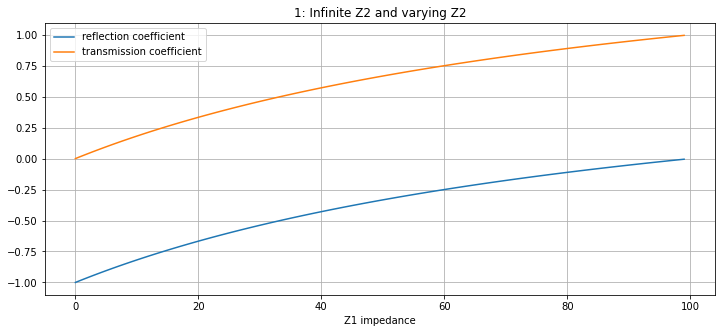 1: Infinite Z2 and varying Z2
reflection coefficient
transmission coefficient
1.00
0.75
0.50
0.25
0.00
−0.25
−0.50
−0.75
−1.00
0 20 40 60 80 100
Z1 impedance